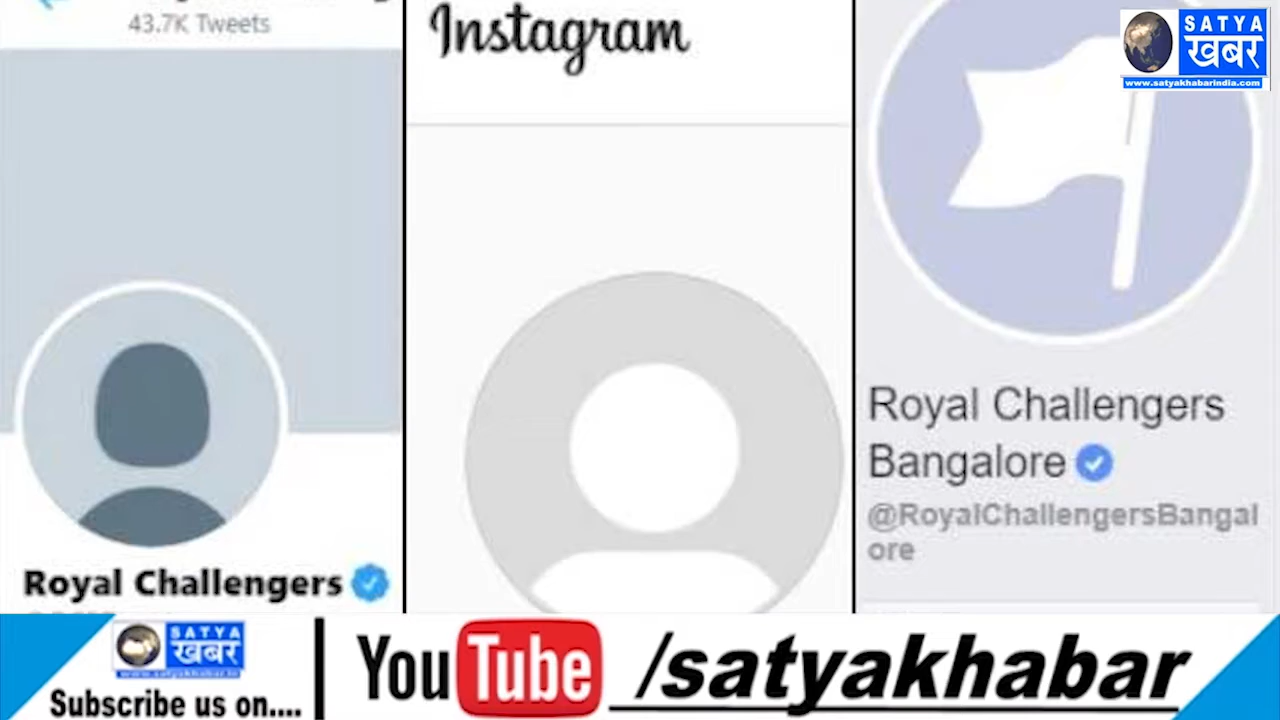 43.7K Tweets
Royal Challengers
Instagram
Royal Challengers
Bangalore
@RoyalChallengersBangal
ore
SATYA
खबर
www.satyakhabarindia.com
SATYA
खबर
Subscribe us on....
YouTube /satyakhabar